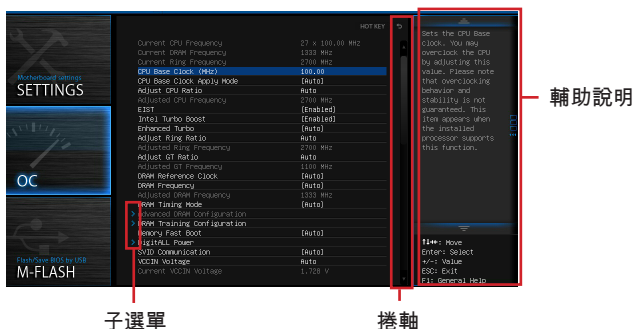 HOT KEY
Motherboard settings
SETTINGS
OC
Flash/Save BIOS by USB
M-FLASH
Current CPU Frequency 27 x 100.00 MHz
Current DRAM Frequency 1333 MHz
Current Ring Frequency 2700 MHz
CPU Base Clock (MHz) 100.00
CPU Base Clock Apply Mode [Auto]
Adjust CPU Ratio Auto
Adjusted CPU Frequency 2700 MHz
EIST [Enabled]
Intel Turbo Boost [Enabled]
Enhanced Turbo [Auto]
Adjust Ring Ratio Auto
Adjusted Ring Frequency 2700 MHz
Adjust GT Ratio Auto
Adjusted GT Frequency 1100 MHz
DRAM Reference Clock [Auto]
DRAM Frequency [Auto]
Adjusted DRAM Frequency 1333 MHz
DRAM Timing Mode [Auto]
> Advanced DRAM Configuration
> DRAM Training Configuration
Memory Fast Boot [Auto]
> DigitALL Power
SVID Communication [Auto]
VCCIN Voltage Auto
Current VCCIN Voltage 1.728 V
Sets the CPU Base
clock. You may
overclock the CPU
by adjusting this
value. Please note
that overclocking
behavior and
stability is not
guaranteed. This
item appears when
the installed
processor supports
this function.
↑↓→←: Move
Enter: Select
+/-: Value
ESC: Exit
F1: General Help
輔助說明
子選單
捲軸